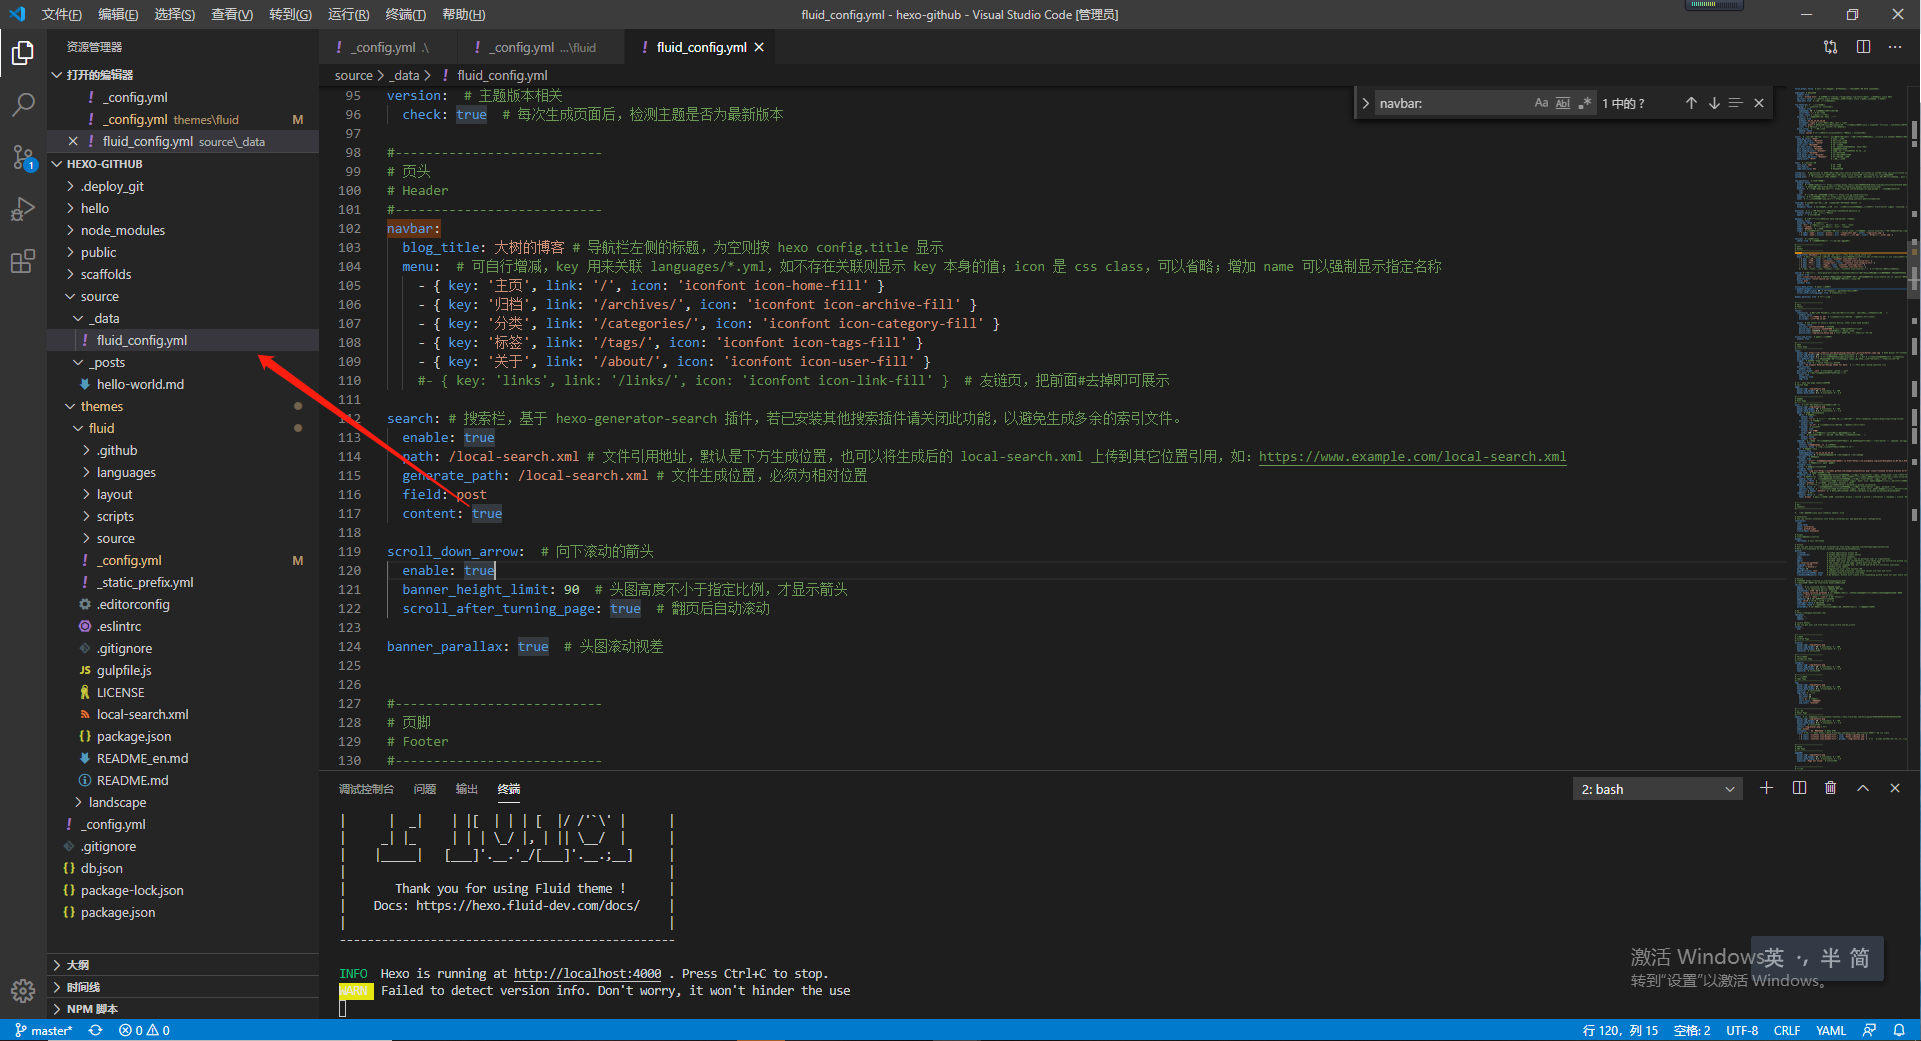 文件(F) 编辑(E) 选择(S) 查看(V) 转到(G) 运行(R) 终端(T) 帮助(H)
fluid_config.yml - hexo-github - Visual Studio Code [管理员]
资源管理器
打开的编辑器
! _config.yml
! _config.yml themes\fluid M
! fluid_config.yml source\_data
HEXO-GITHUB
.deploy_git
hello
node_modules
public
scaffolds
source
_data
! fluid_config.yml
_posts
hello-world.md
themes
fluid
.github
languages
layout
scripts
source
! _config.yml M
! _static_prefix.yml
.editorconfig
.eslintrc
.gitignore
JS gulpfile.js
LICENSE
local-search.xml
{} package.json
README_en.md
README.md
landscape
! _config.yml
.gitignore
{} db.json
{} package-lock.json
{} package.json
大纲
时间线
NPM 脚本
! _config.yml .\
! _config.yml ...\fluid
! fluid_config.yml
source > _data > ! fluid_config.yml
navbar: Aa Abl .* 1 中的 ?
95 version: # 主题版本相关
96 check: true # 每次生成页面后，检测主题是否为最新版本
97
98 #---------------------------
99 # 页头
100 # Header
101 #---------------------------
102 navbar:
103 blog_title: 大树的博客 # 导航栏左侧的标题，为空则按 hexo config.title 显示
104 menu: # 可自行增减，key 用来关联 languages/*.yml，如不存在关联则显示 key 本身的值；icon 是 css class，可以省略；增加 name 可以强制显示指定名称
105 - { key: '主页', link: '/', icon: 'iconfont icon-home-fill' }
106 - { key: '归档', link: '/archives/', icon: 'iconfont icon-archive-fill' }
107 - { key: '分类', link: '/categories/', icon: 'iconfont icon-category-fill' }
108 - { key: '标签', link: '/tags/', icon: 'iconfont icon-tags-fill' }
109 - { key: '关于', link: '/about/', icon: 'iconfont icon-user-fill' }
110 #- { key: 'links', link: '/links/', icon: 'iconfont icon-link-fill' } # 友链页，把前面#去掉即可展示
111
112 search: # 搜索栏，基于 hexo-generator-search 插件，若已安装其他搜索插件请关闭此功能，以避免生成多余的索引文件。
113 enable: true
114 path: /local-search.xml # 文件引用地址，默认是下方生成位置，也可以将生成后的 local-search.xml 上传到其它位置引用，如：https://www.example.com/local-search.xml
115 generate_path: /local-search.xml # 文件生成位置，必须为相对位置
116 field: post
117 content: true
118
119 scroll_down_arrow: # 向下滚动的箭头
120 enable: true
121 banner_height_limit: 90 # 头图高度不小于指定比例，才显示箭头
122 scroll_after_turning_page: true # 翻页后自动滚动
123
124 banner_parallax: true # 头图滚动视差
125
126
127 #---------------------------
128 # 页脚
129 # Footer
130 #---------------------------
调试控制台 问题 输出 终端
2: bash
Thank you for using Fluid theme !
Docs: https://hexo.fluid-dev.com/docs/
INFO Hexo is running at http://localhost:4000 . Press Ctrl+C to stop.
WARN Failed to detect version info. Don't worry, it won't hinder the use
激活 Windows
转到"设置"以激活 Windows。
英 ·, 半 简
master* 0 0
行 120，列 15 空格: 2 UTF-8 CRLF YAML
1